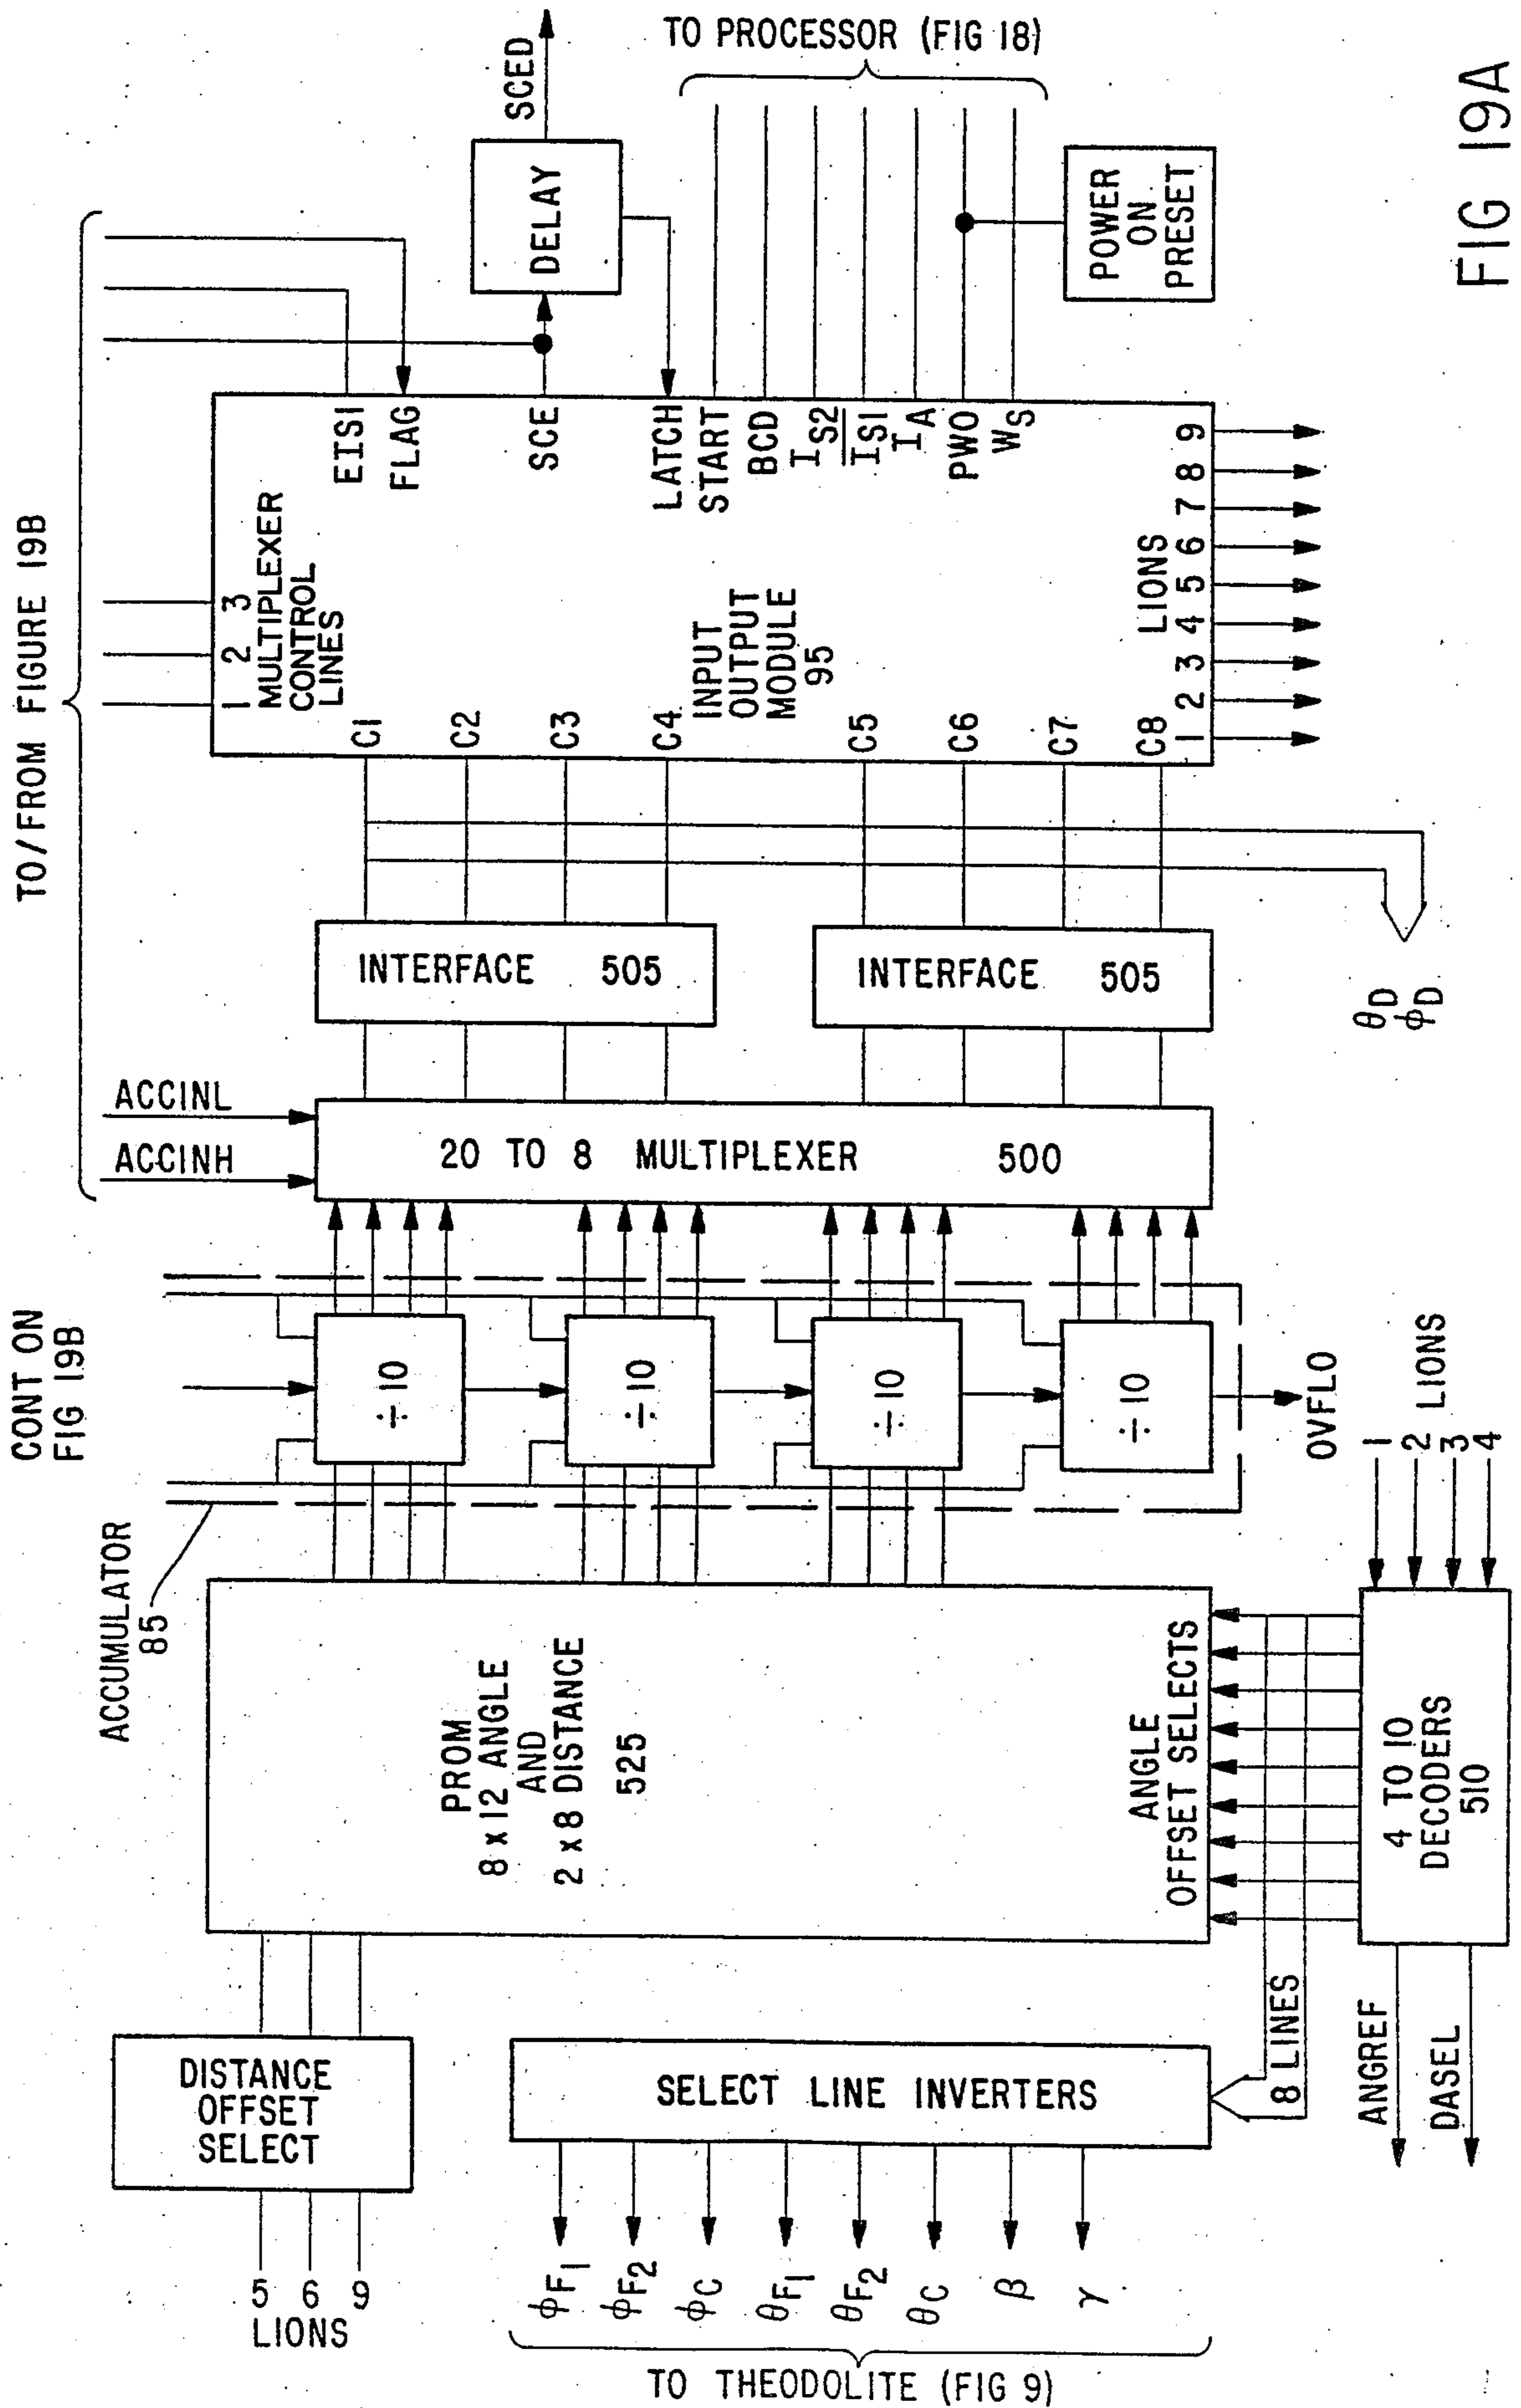 TO PROCESSOR (FIG 18)
SCED
DELAY
POWER
ON
PRESET
FIG 19A
TO/FROM FIGURE 19B
1 2 3
MULTIPLEXER
CONTROL
LINES
EISI
FLAG
SCE
LATCH
START
BCD
IS2
IS1
IA
PWO
WS
INPUT
OUTPUT
MODULE
95
C1
C2
C3
C4
C5
C6
C7
C8
LIONS
1 2 3 4 5 6 7 8 9
INTERFACE 505
INTERFACE 505
θD
φD
ACCINL
ACCINH
20 TO 8 MULTIPLEXER 500
CONT ON
FIG 19B
÷10
÷10
÷10
÷10
OVFLO
ACCUMULATOR
85
LIONS
1
2
3
4
PROM
8 x 12 ANGLE
AND
2 x 8 DISTANCE
525
ANGLE
OFFSET SELECTS
4 TO 10
DECODERS
510
8 LINES
ANGREF
DASEL
DISTANCE
OFFSET
SELECT
5 6 9
LIONS
SELECT LINE INVERTERS
φF1
φF2
φC
θF1
θF2
θC
β
γ
TO THEODOLITE (FIG 9)